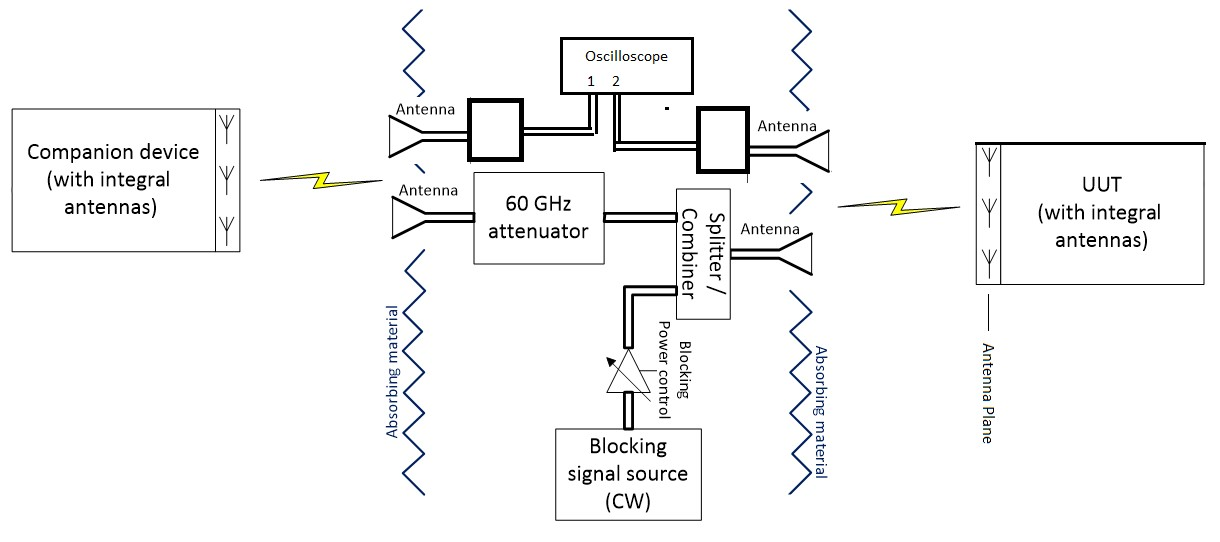 Oscilloscope
1 2
Antenna
Antenna
Companion device
(with integral
antennas)
Antenna
60 GHz
attenuator
Splitter /
Combiner
Antenna
UUT
(with integral
antennas)
Absorbing material
Blocking
Power control
Absorbing material
Antenna Plane
Blocking
signal source
(CW)